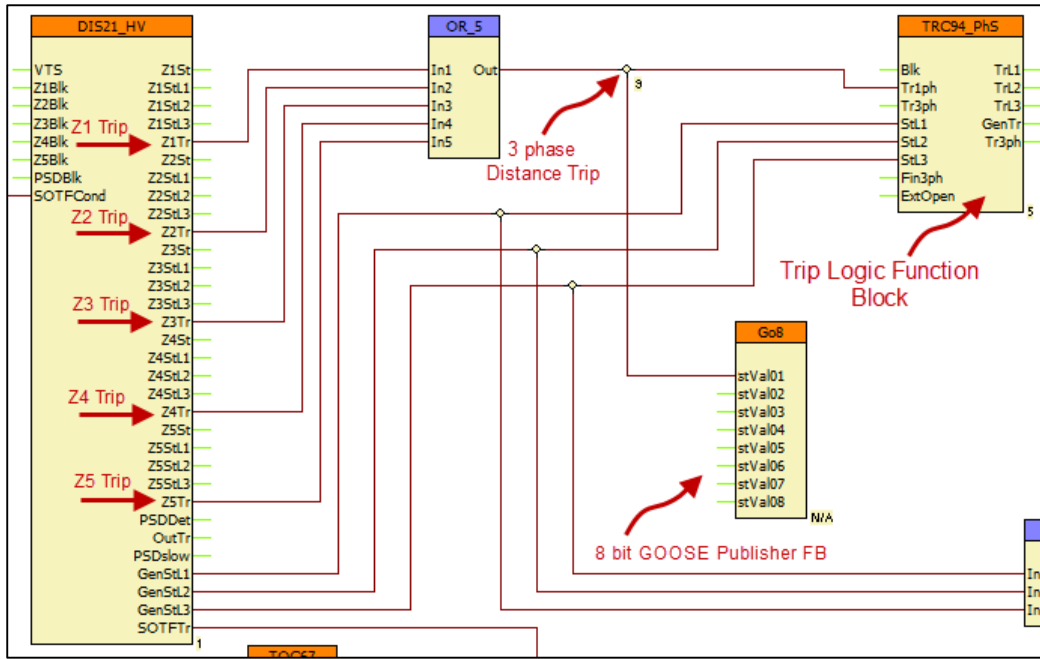 DIS21_HV
VTS
Z1Blk
Z2Blk
Z3Blk
Z4Blk
Z5Blk
PSDBlk
SOTFCond
Z1St
Z1StL1
Z1StL2
Z1StL3
Z1Tr
Z2St
Z2StL1
Z2StL2
Z2StL3
Z2Tr
Z3St
Z3StL1
Z3StL2
Z3StL3
Z3Tr
Z4St
Z4StL1
Z4StL2
Z4StL3
Z4Tr
Z5St
Z5StL1
Z5StL2
Z5StL3
Z5Tr
PSDDet
OutTr
PSDslow
GenStL1
GenStL2
GenStL3
SOTFTr
1
Z1 Trip
Z2 Trip
Z3 Trip
Z4 Trip
Z5 Trip
OR_5
In1
In2
In3
In4
In5
Out
9
3 phase
Distance Trip
TRC94_PhS
Blk
Tr1ph
Tr3ph
StL1
StL2
StL3
Fin3ph
ExtOpen
TrL1
TrL2
TrL3
GenTr
Tr3ph
5
Trip Logic Function
Block
Go8
stVal01
stVal02
stVal03
stVal04
stVal05
stVal06
stVal07
stVal08
N/A
8 bit GOOSE Publisher FB
In
In
In
TOC67